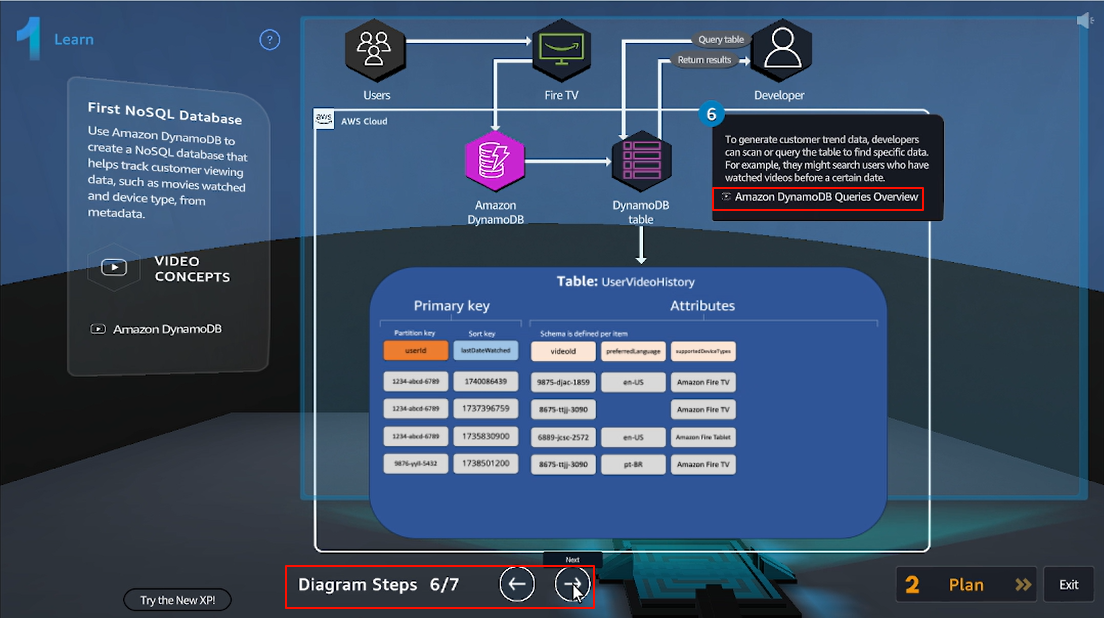 1 Learn
?
First NoSQL Database
Use Amazon DynamoDB to
create a NoSQL database that
helps track customer viewing
data, such as movies watched
and device type, from
metadata.
VIDEO
CONCEPTS
Amazon DynamoDB
Users
Fire TV
Query table
Return results
Developer
aws
AWS Cloud
Amazon
DynamoDB
DynamoDB
table
6
To generate customer trend data, developers
can scan or query the table to find specific data.
For example, they might search users who have
watched videos before a certain date.
Amazon DynamoDB Queries Overview
Table: UserVideoHistory
Primary key
Attributes
Partition key Sort key Schema is defined per item
userId lastDateWatched videoId preferredLanguage supportedDeviceTypes
1234-abcd-6789 1740086439 9875-djac-1859 en-US Amazon Fire TV
1234-abcd-6789 1737396759 8675-ttjj-3090 Amazon Fire TV
1234-abcd-6789 1735830900 6889-jcsc-2572 en-US Amazon Fire Tablet
9876-yyll-5432 1738501200 8675-ttjj-3090 pt-BR Amazon Fire TV
Next
Diagram Steps 6/7
Try the New XP!
2 Plan
Exit